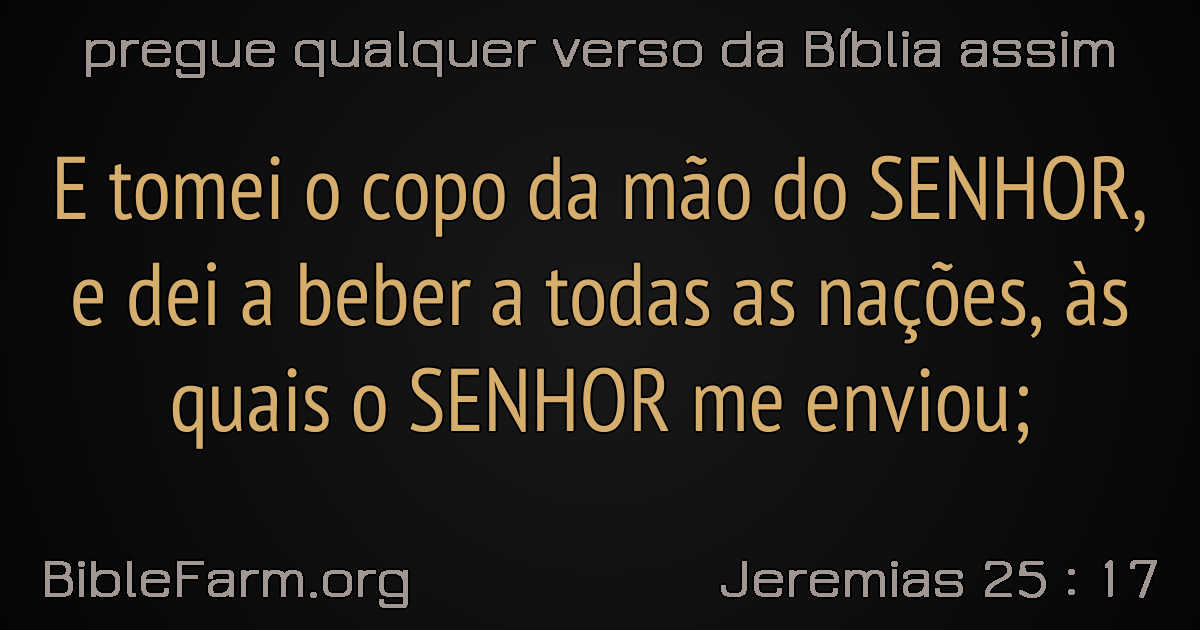 pregue qualquer verso da Bíblia assim
E tomei o copo da mão do SENHOR,
e dei a beber a todas as nações, às
quais o SENHOR me enviou;
BibleFarm.org
Jeremias 25 : 17